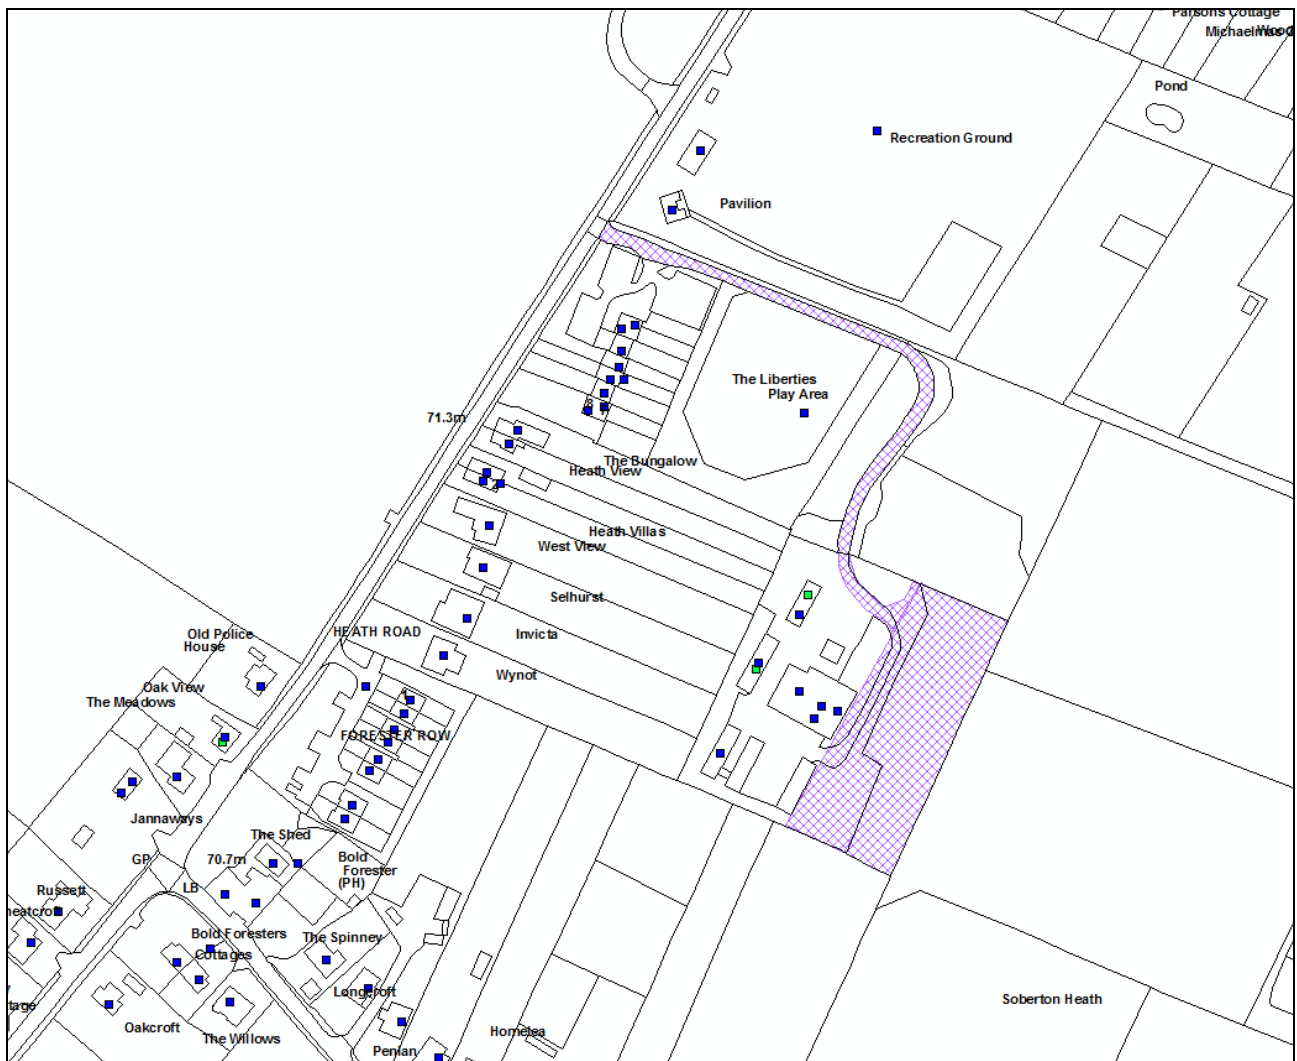 Parsons Cottage
Michaelmas
Pond
Recreation Ground
Pavilion
The Liberties
Play Area
8
71.3m
The Bungalow
Heath View
2
Heath Villas
West View
Selhurst
Old Police
House
HEATH ROAD
Invicta
Wynot
Oak View
The Meadows
1
FORESTER ROW
Jannaways
The Shed
GP
70.7m
Bold
Forester
(PH)
LB
Russett
Bold Foresters
Cottages
The Spinney
Longcroft
Soberton Heath
Oakcroft
The Willows
Homelea